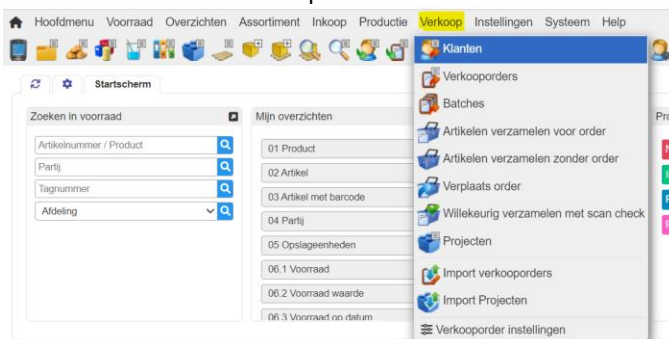 Hoofdmenu Voorraad Overzichten Assortiment Inkoop Productie Verkoop Instellingen Systeem Help
Startscherm
Zoeken in voorraad
Artikelnummer / Product
Partij
Tagnummer
Afdeling
Mijn overzichten
01 Product
02 Artikel
03 Artikel met barcode
04 Partij
05 Opslageenheden
06.1 Voorraad
06.2 Voorraad waarde
06.3 Voorraad op datum
Klanten
Verkooporders
Batches
Artikelen verzamelen voor order
Artikelen verzamelen zonder order
Verplaats order
Willekeurig verzamelen met scan check
Projecten
Import verkooporders
Import Projecten
Verkooporder instellingen